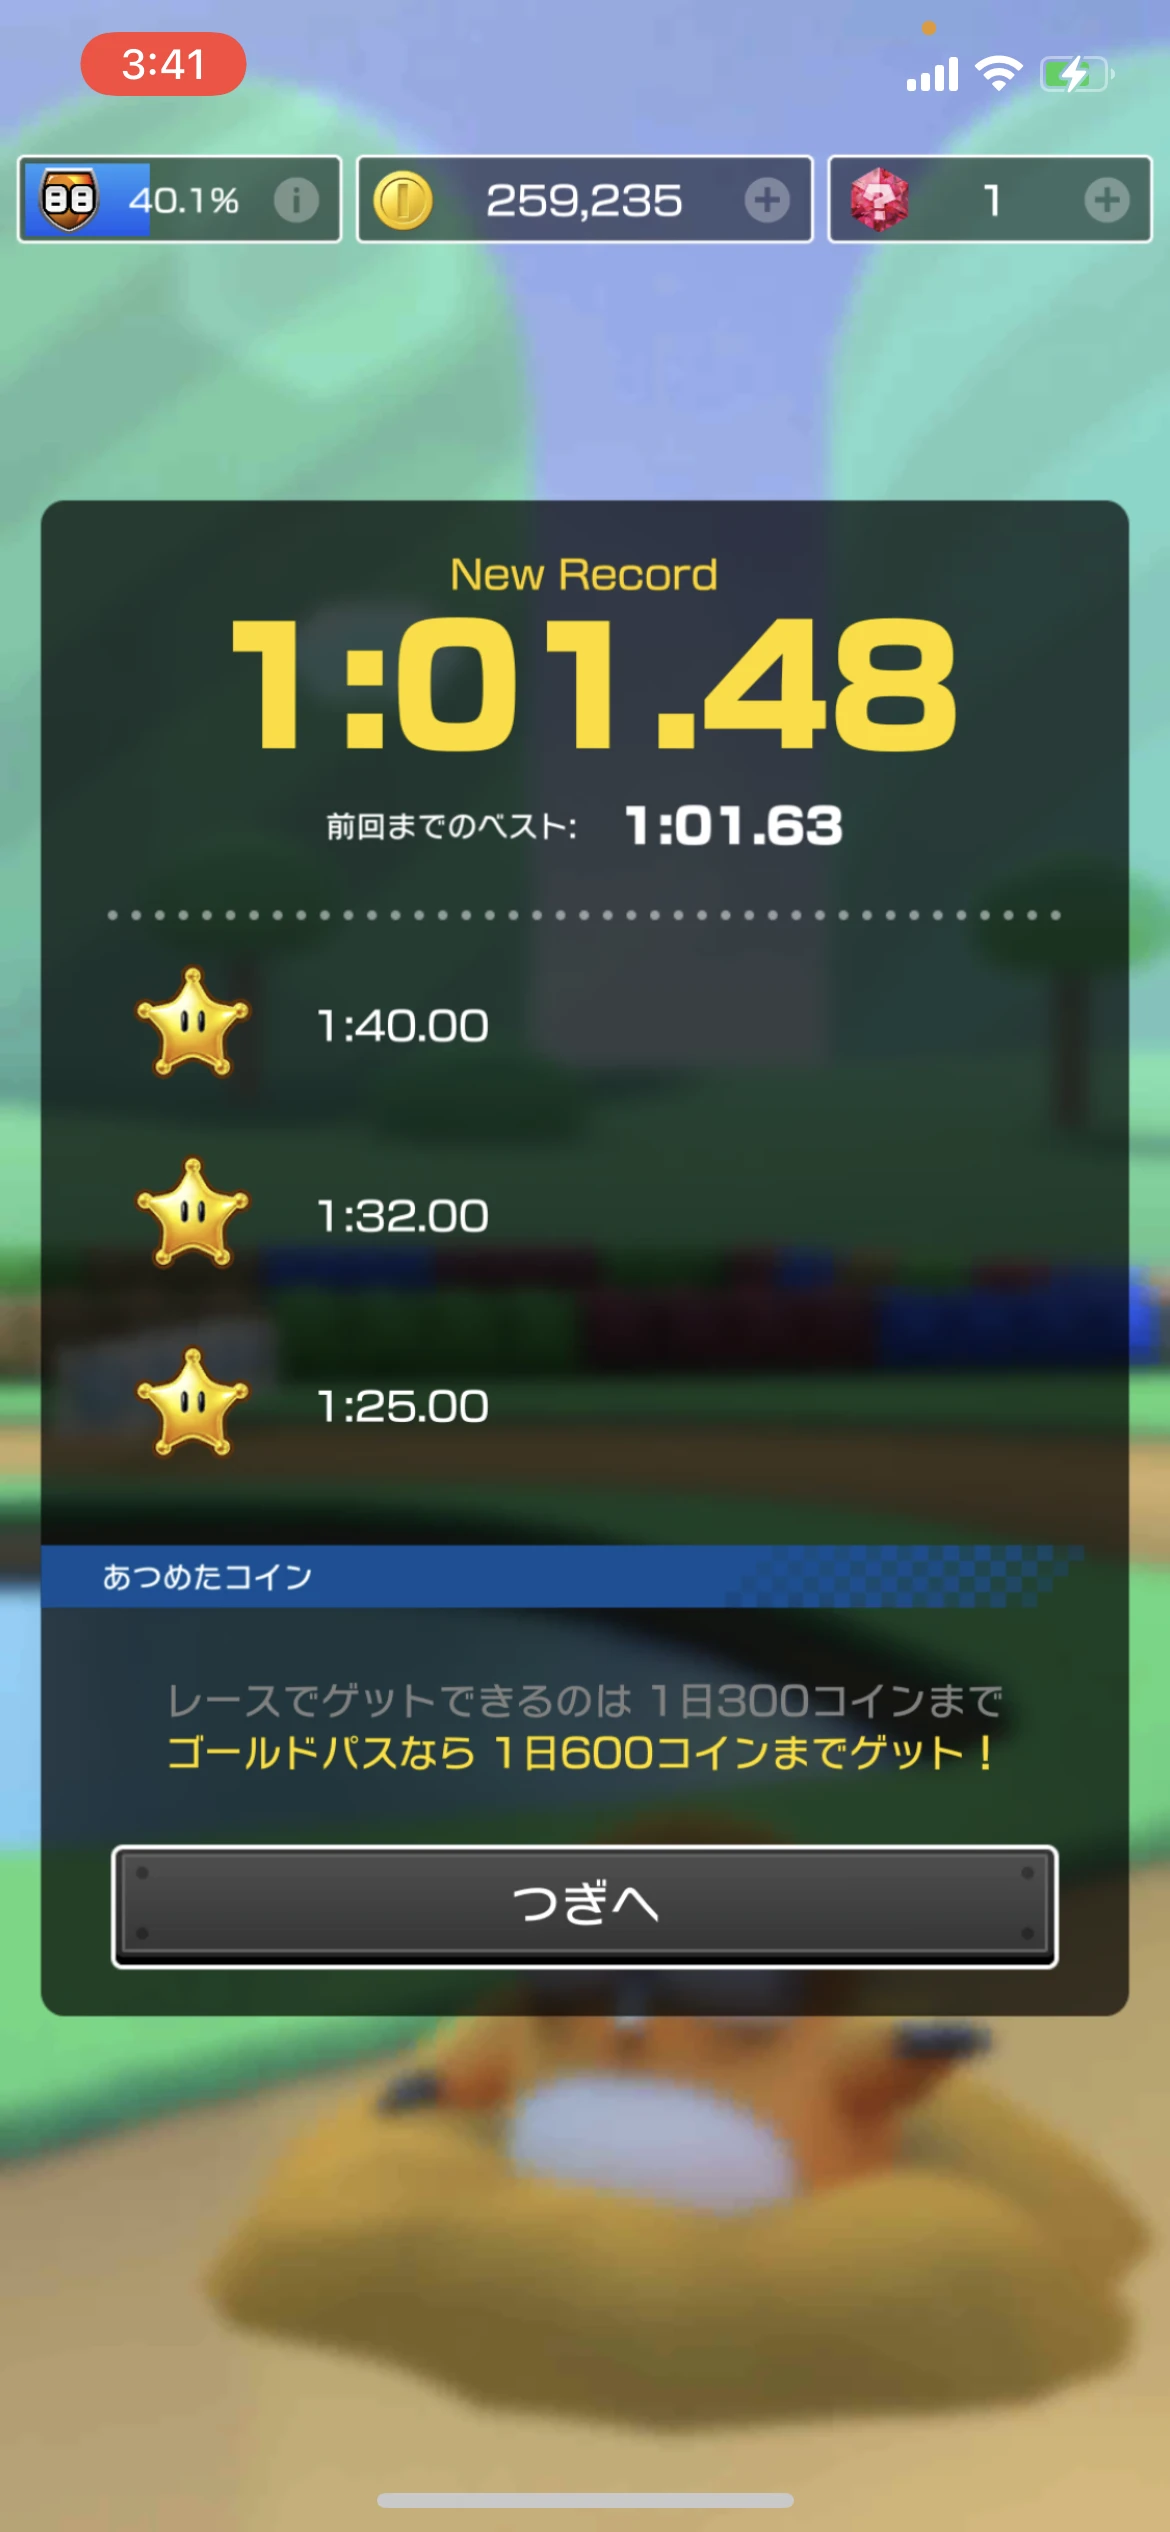 3:41
88 40.1%
259,235
1
New Record
1:01.48
前回までのベスト: 1:01.63
1:40.00
1:32.00
1:25.00
あつめたコイン
レースでゲットできるのは 1日300コインまで
ゴールドパスなら 1日600コインまでゲット！
つぎへ